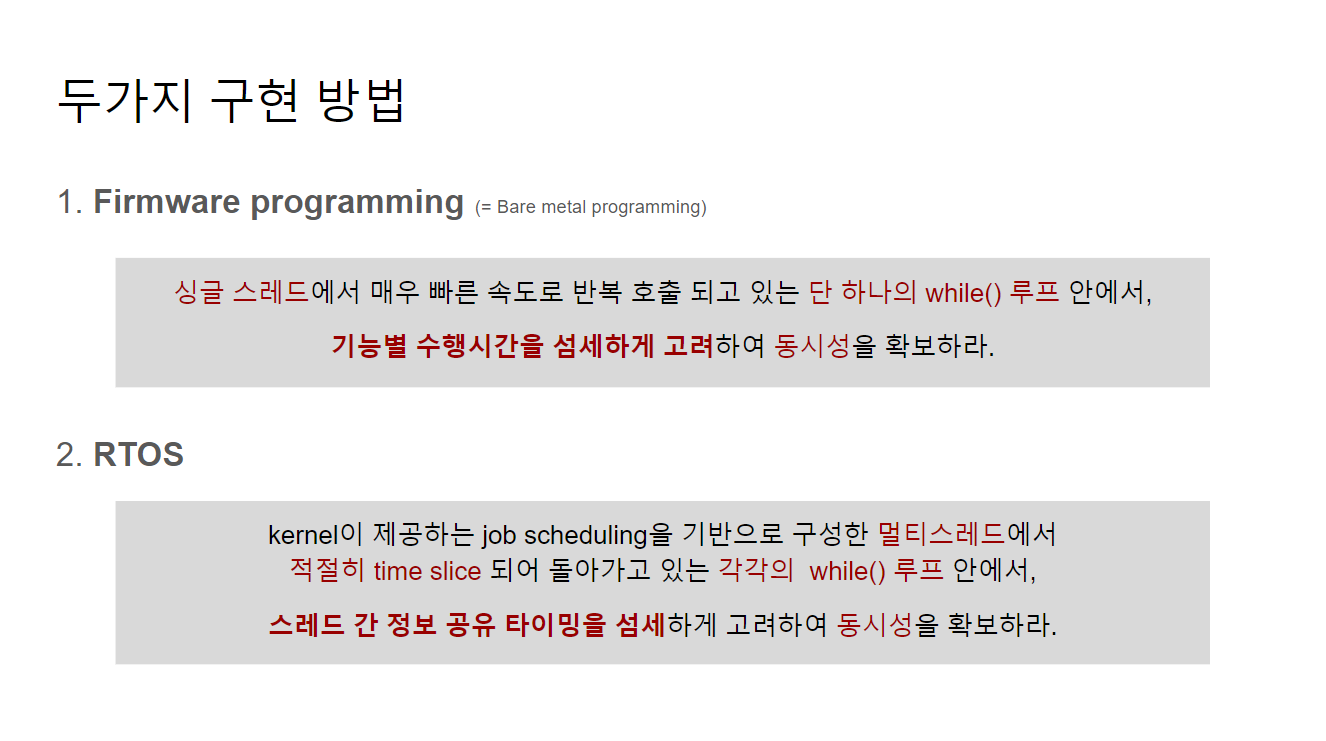 두가지 구현 방법
1. Firmware programming (= Bare metal programming)
싱글 스레드에서 매우 빠른 속도로 반복 호출 되고 있는 단 하나의 while() 루프 안에서,
기능별 수행시간을 섬세하게 고려하여 동시성을 확보하라.
2. RTOS
kernel이 제공하는 job scheduling을 기반으로 구성한 멀티스레드에서
적절히 time slice 되어 돌아가고 있는 각각의  while() 루프 안에서,
스레드 간 정보 공유 타이밍을 섬세하게 고려하여 동시성을 확보하라.